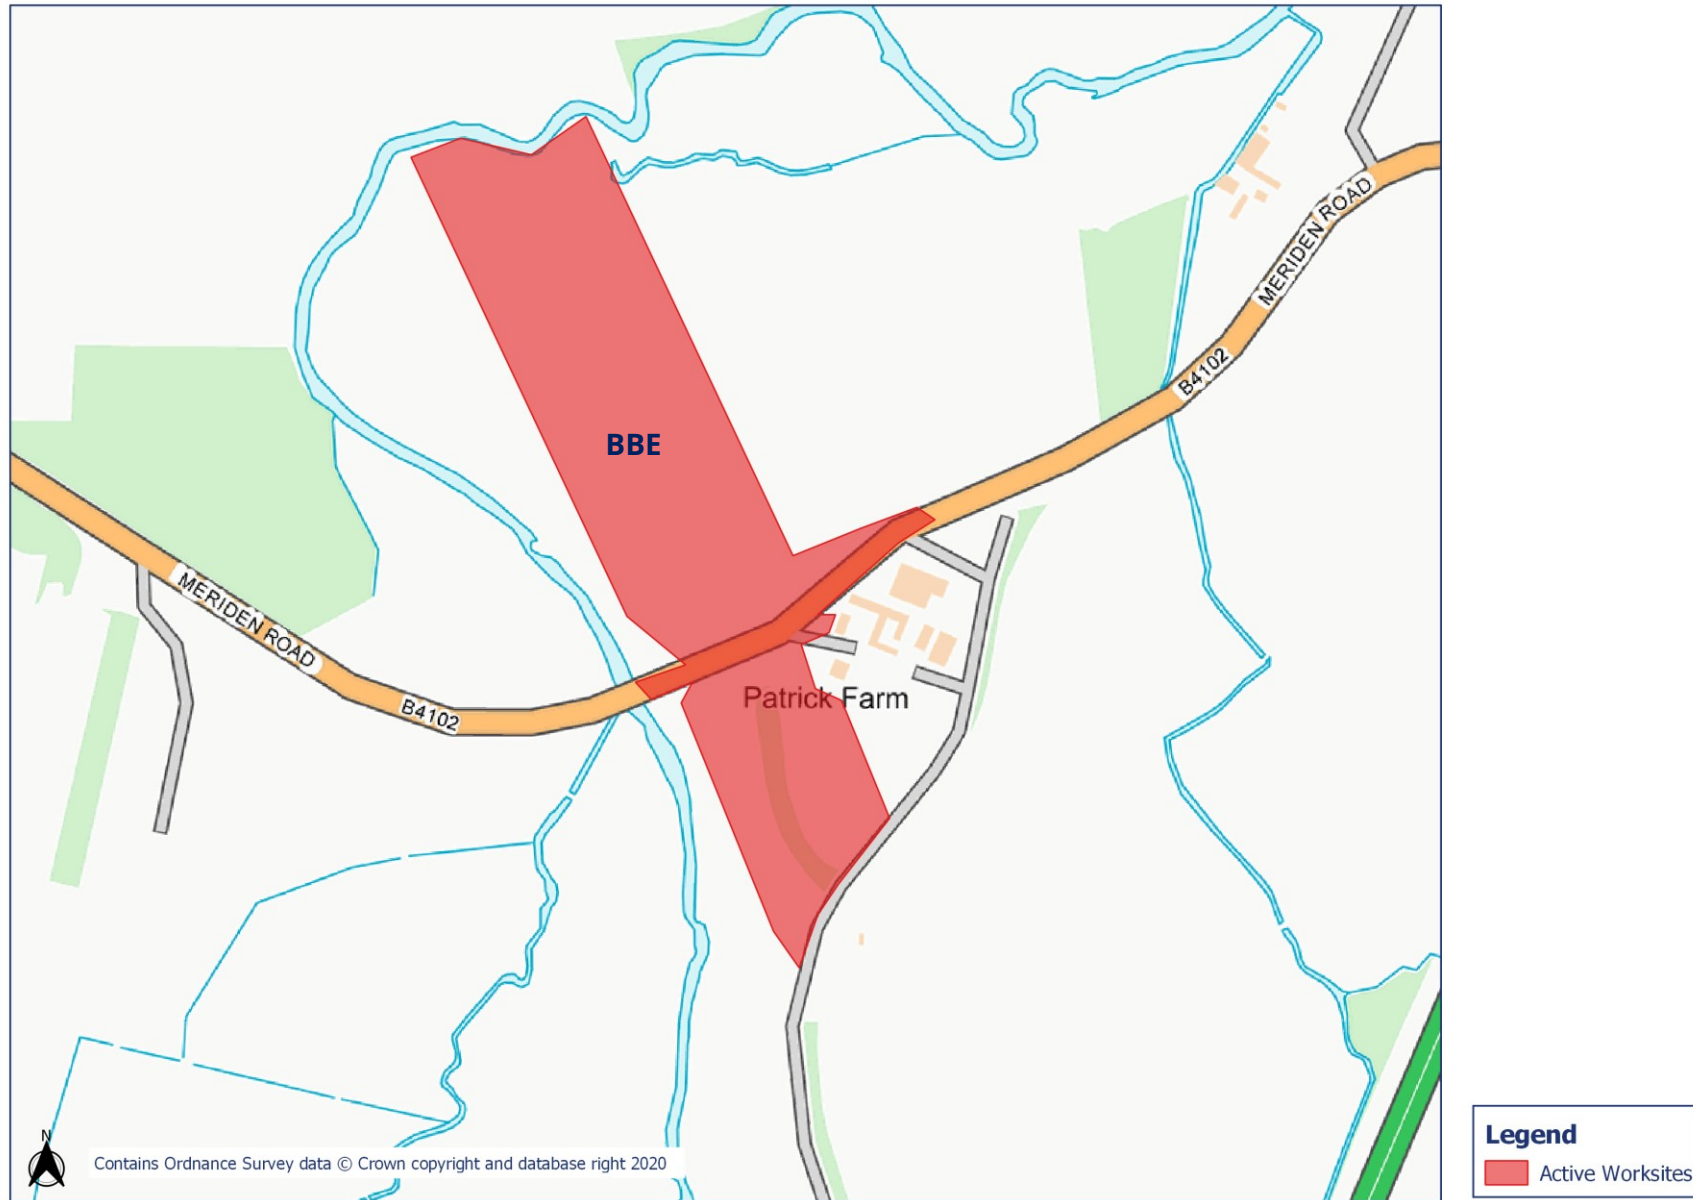 MERIDEN ROAD
B4102
BBE
MERIDEN ROAD
B4102
Patrick Farm
N
Contains Ordnance Survey data © Crown copyright and database right 2020
Legend
Active Worksites